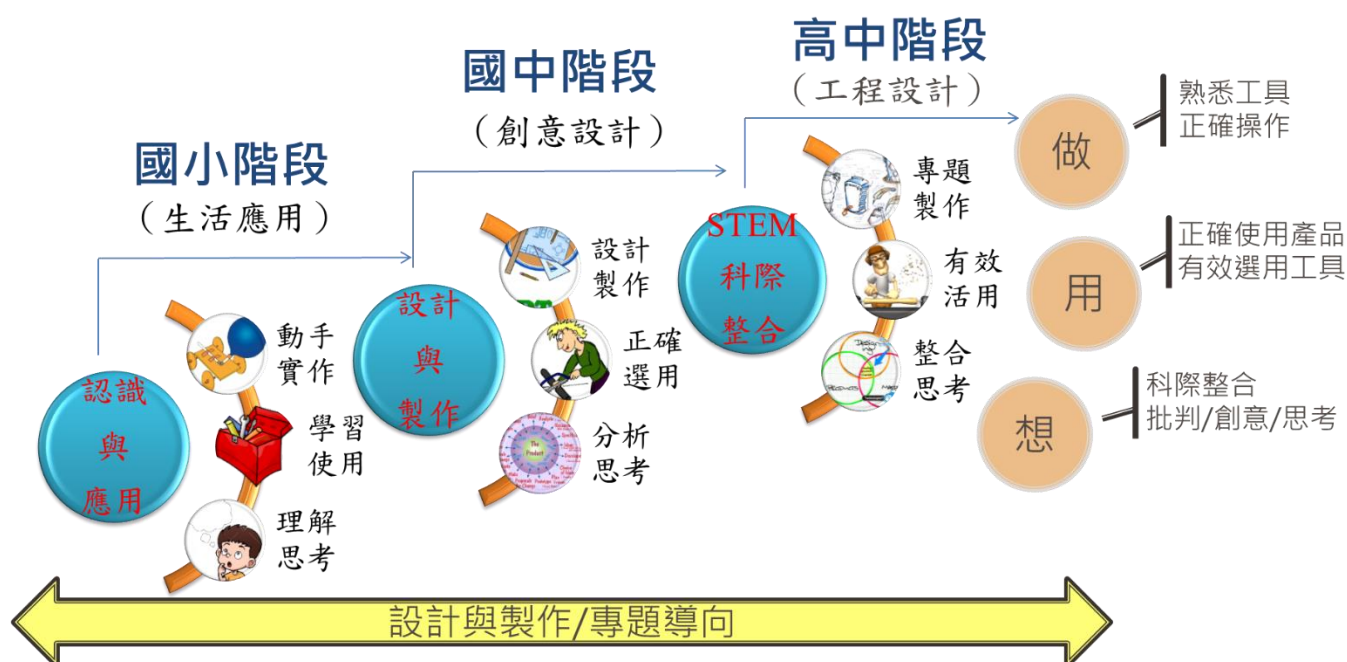 國小階段
（生活應用）
認識
與
應用
動手
實作
學習
使用
理解
思考
國中階段
（創意設計）
設計
與
製作
設計
製作
正確
選用
分析
思考
The
Product
高中階段
（工程設計）
STEM
科際
整合
專題
製作
有效
活用
整合
思考
做
熟悉工具
正確操作
用
正確使用產品
有效選用工具
想
科際整合
批判/創意/思考
設計與製作/專題導向